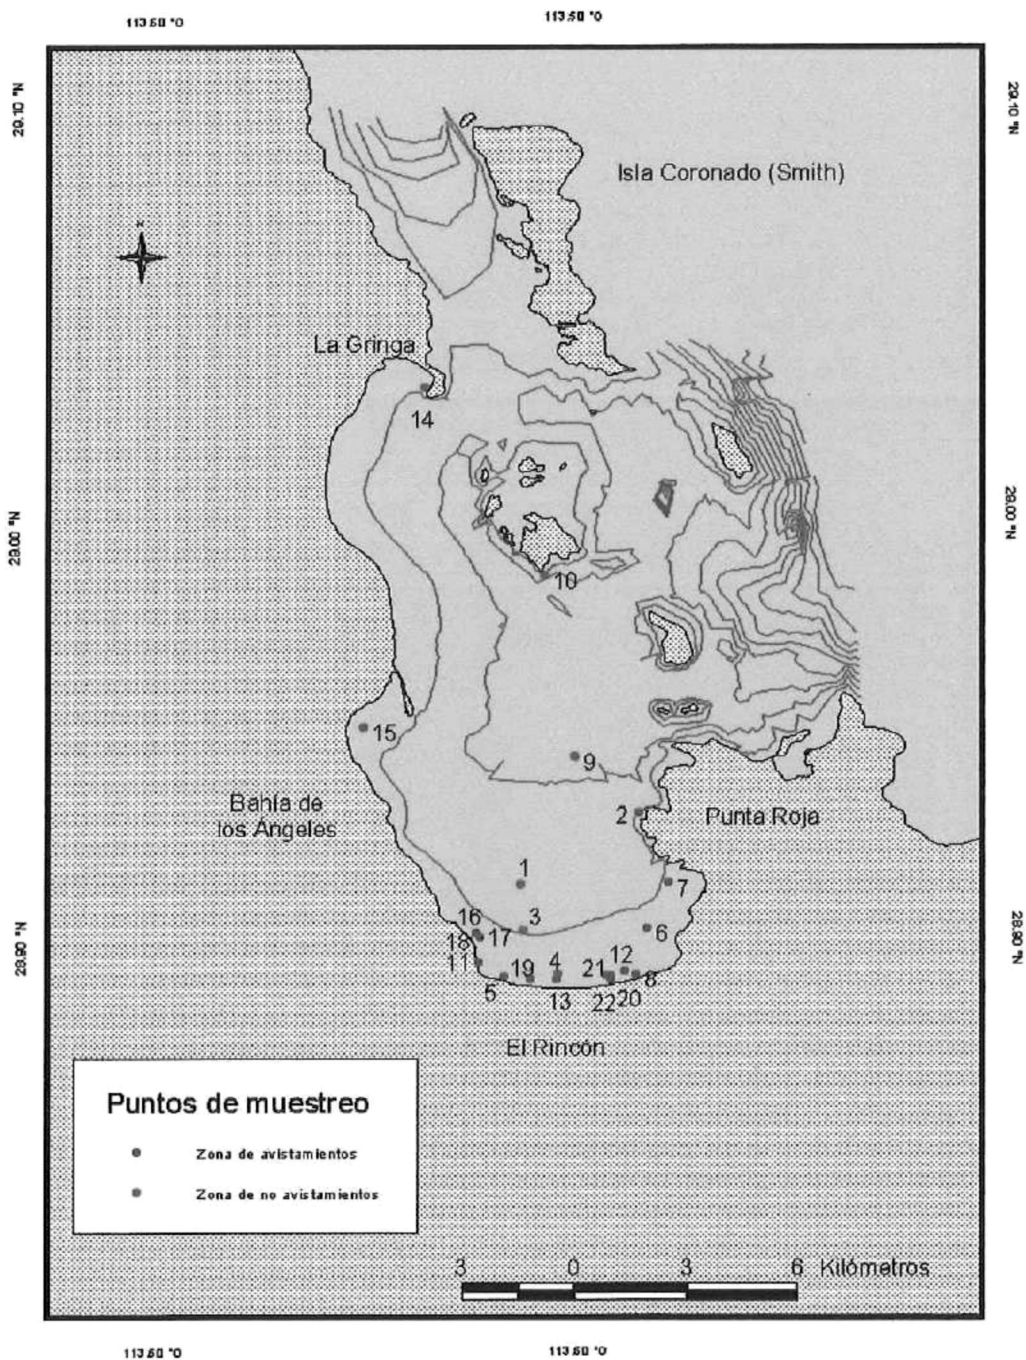 113.60 °O
113.50 °O
29.10 °N
29.10 °N
Isla Coronado (Smith)
N
La Gringa
14
29.00 °N
29.00 °N
10
15
9
Bahía de
los Ángeles
2
Punta Roja
1
7
16
3
6
18
17
28.90 °N
28.90 °N
11
19
4
21
12
8
5
13
22
20
El Rincón
Puntos de muestreo
Zona de avistamientos
Zona de no avistamientos
3 0 3 6 Kilómetros
113.60 °O
113.50 °O